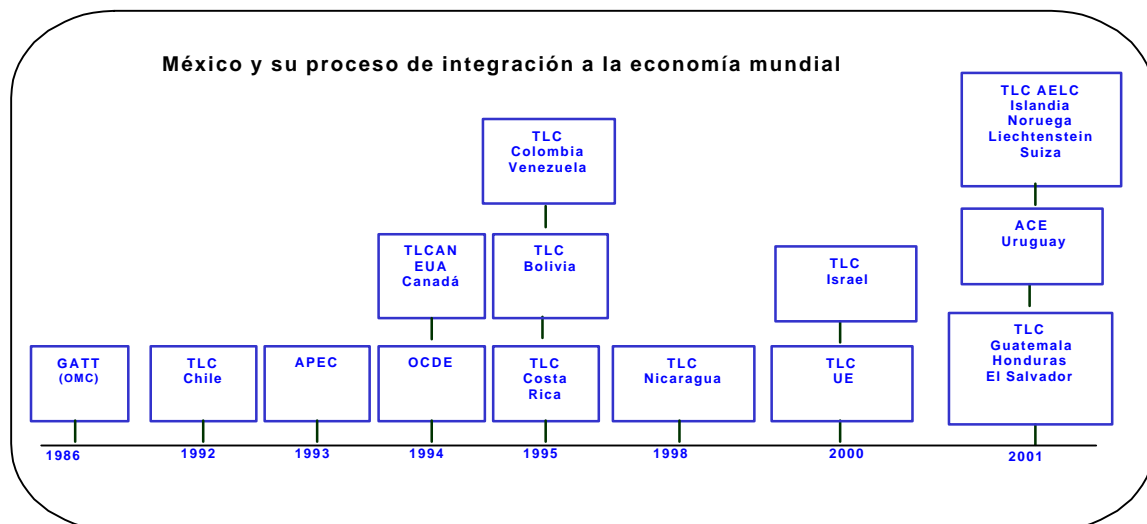 México y su proceso de integración a la economía mundial
TLC AELC
Islandia
Noruega
Liechtenstein
Suiza
TLC
Colombia
Venezuela
ACE
Uruguay
TLCAN
EUA
Canadá
TLC
Bolivia
TLC
Israel
GATT
(OMC)
TLC
Chile
APEC
OCDE
TLC
Costa
Rica
TLC
Nicaragua
TLC
UE
TLC
Guatemala
Honduras
El Salvador
1986
1992
1993
1994
1995
1998
2000
2001